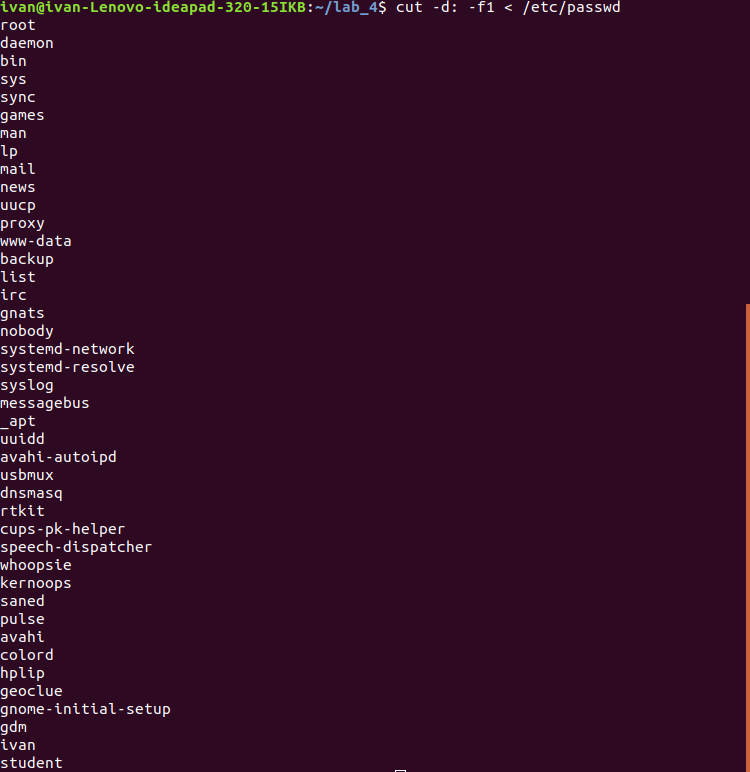 ivan@ivan-Lenovo-ideapad-320-15IKB:~/lab_4$ cut -d: -f1 < /etc/passwd
root
daemon
bin
sys
sync
games
man
lp
mail
news
uucp
proxy
www-data
backup
list
irc
gnats
nobody
systemd-network
systemd-resolve
syslog
messagebus
_apt
uuidd
avahi-autoipd
usbmux
dnsmasq
rtkit
cups-pk-helper
speech-dispatcher
whoopsie
kernoops
saned
pulse
avahi
colord
hplip
geoclue
gnome-initial-setup
gdm
ivan
student